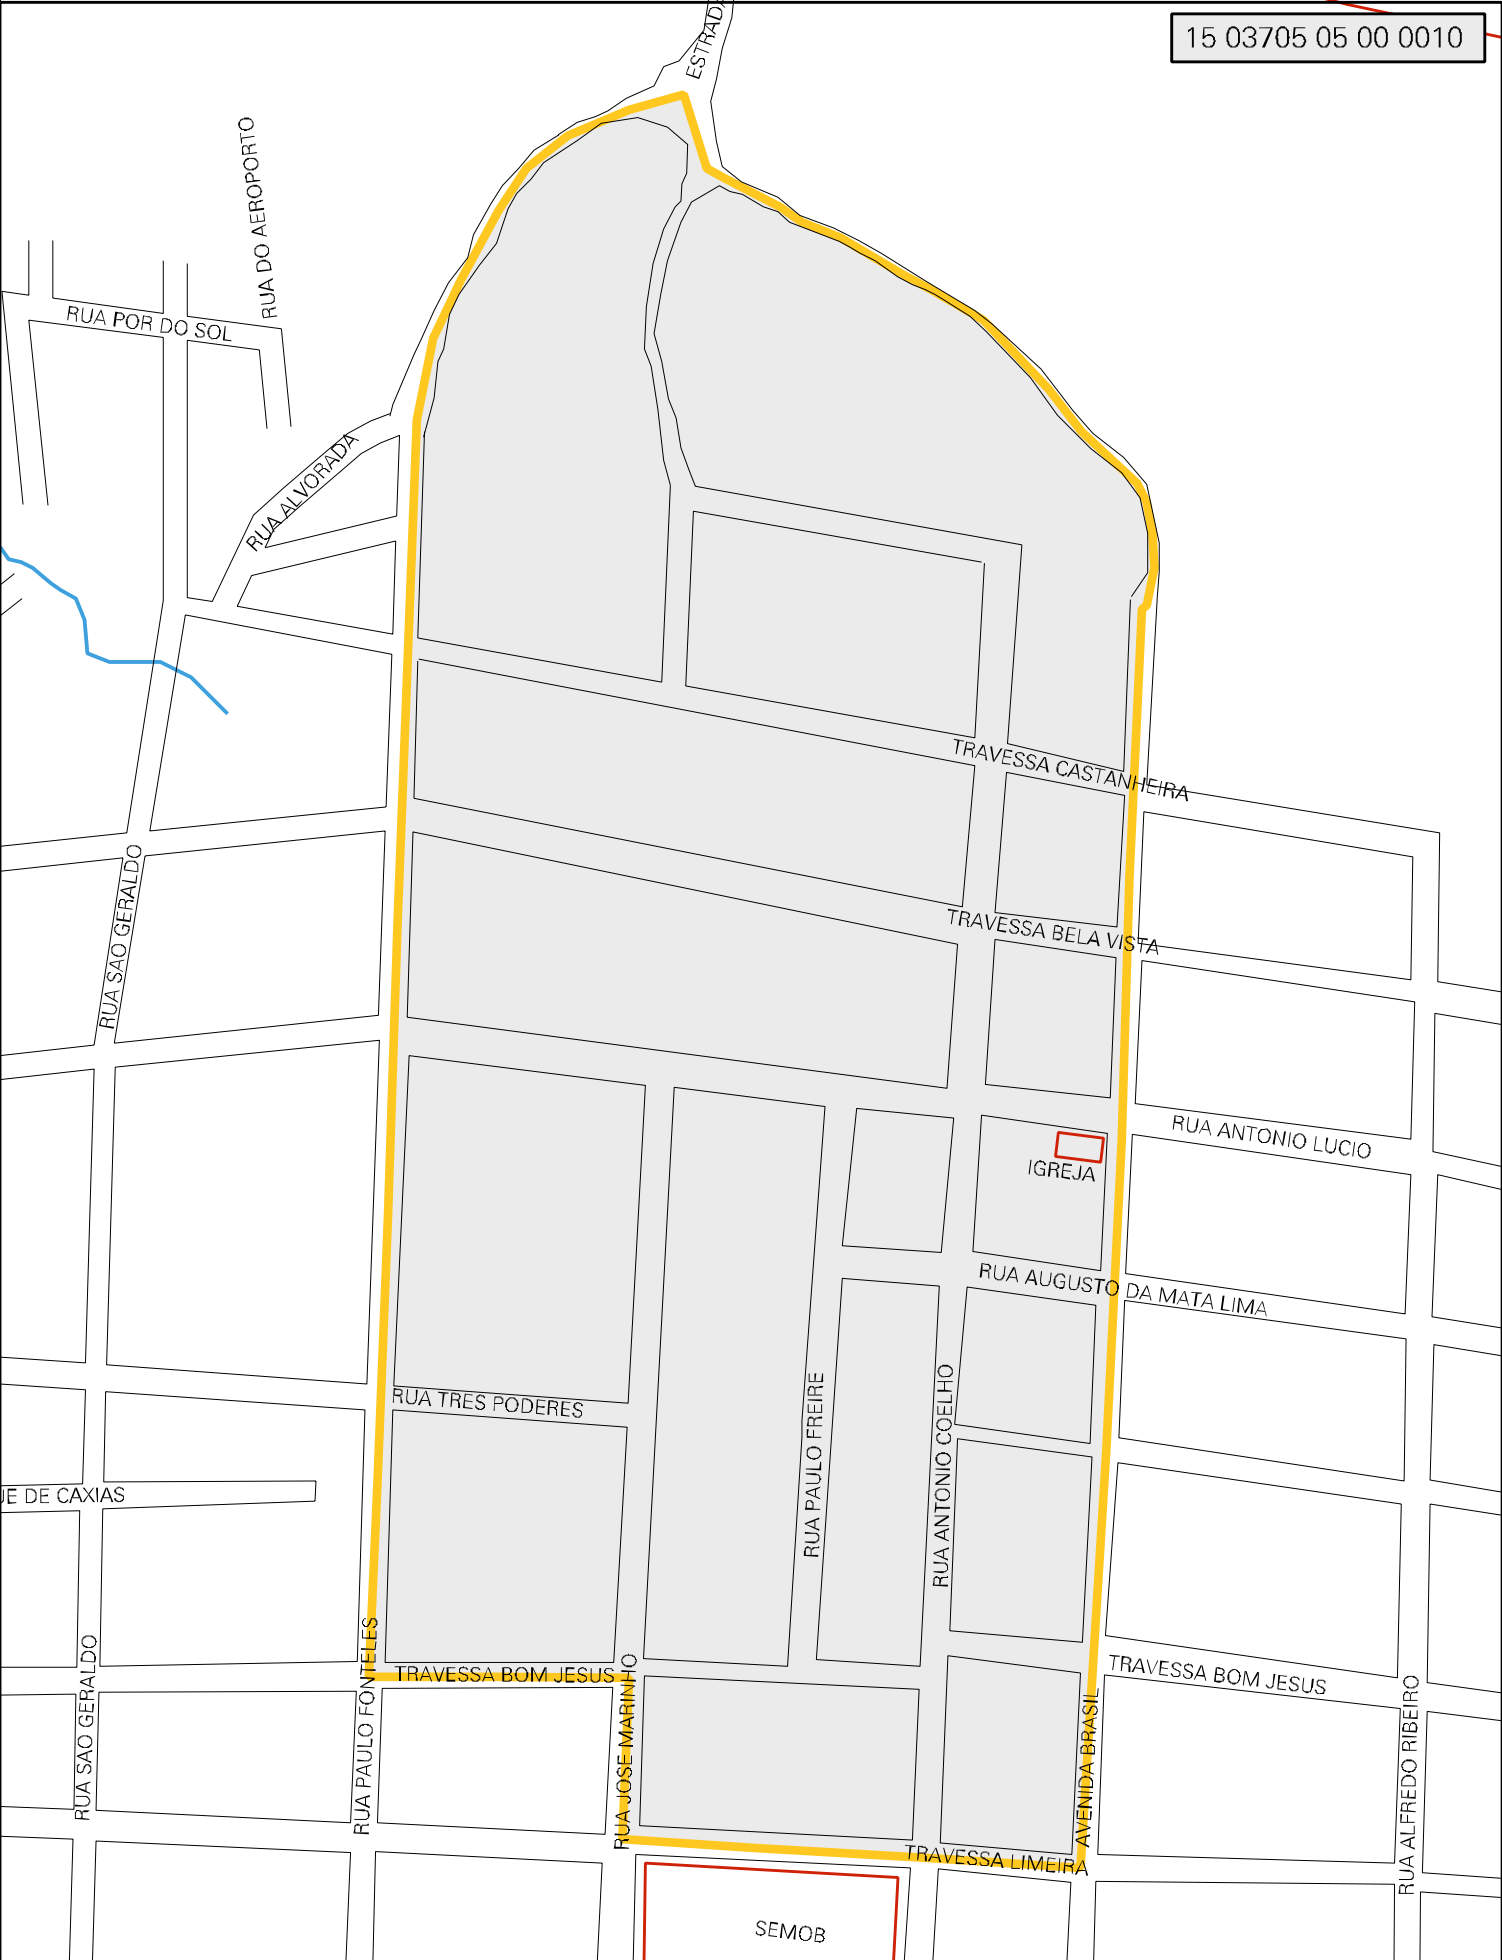 ESTRADA
15 03705 05 00 0010
RUA DO AEROPORTO
RUA POR DO SOL
RUA ALVORADA
TRAVESSA CASTANHEIRA
RUA SAO GERALDO
TRAVESSA BELA VISTA
RUA ANTONIO LUCIO
IGREJA
RUA AUGUSTO DA MATA LIMA
RUA TRES PODERES
RUA PAULO FREIRE
RUA ANTONIO COELHO
UE DE CAXIAS
RUA SAO GERALDO
RUA PAULO FONTELES
TRAVESSA BOM JESUS
RUA JOSE MARINHO
TRAVESSA BOM JESUS
AVENIDA BRASIL
RUA ALFREDO RIBEIRO
TRAVESSA LIMEIRA
SEMOB